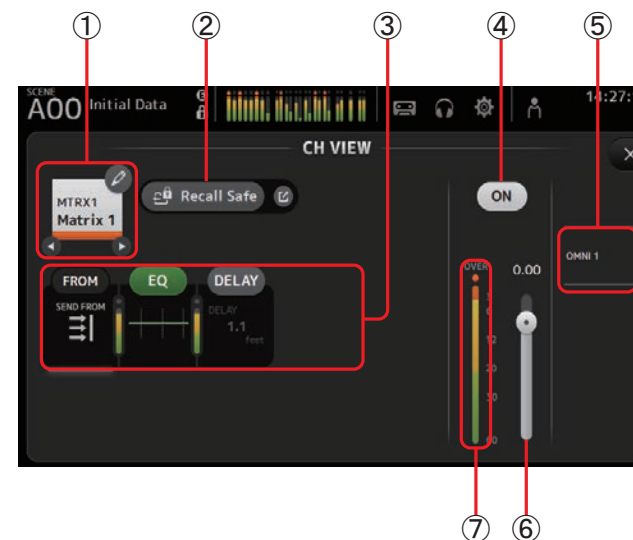 ① ② ③ ④ ⑤
SCENE
A00 Initial Data
14:27:
CH VIEW
MTRX1
Matrix 1
Recall Safe
ON
OMNI 1
OVER 0.00
FROM EQ DELAY
SEND FROM
DELAY
1.1
feet
12
20
30
60
⑦ ⑥